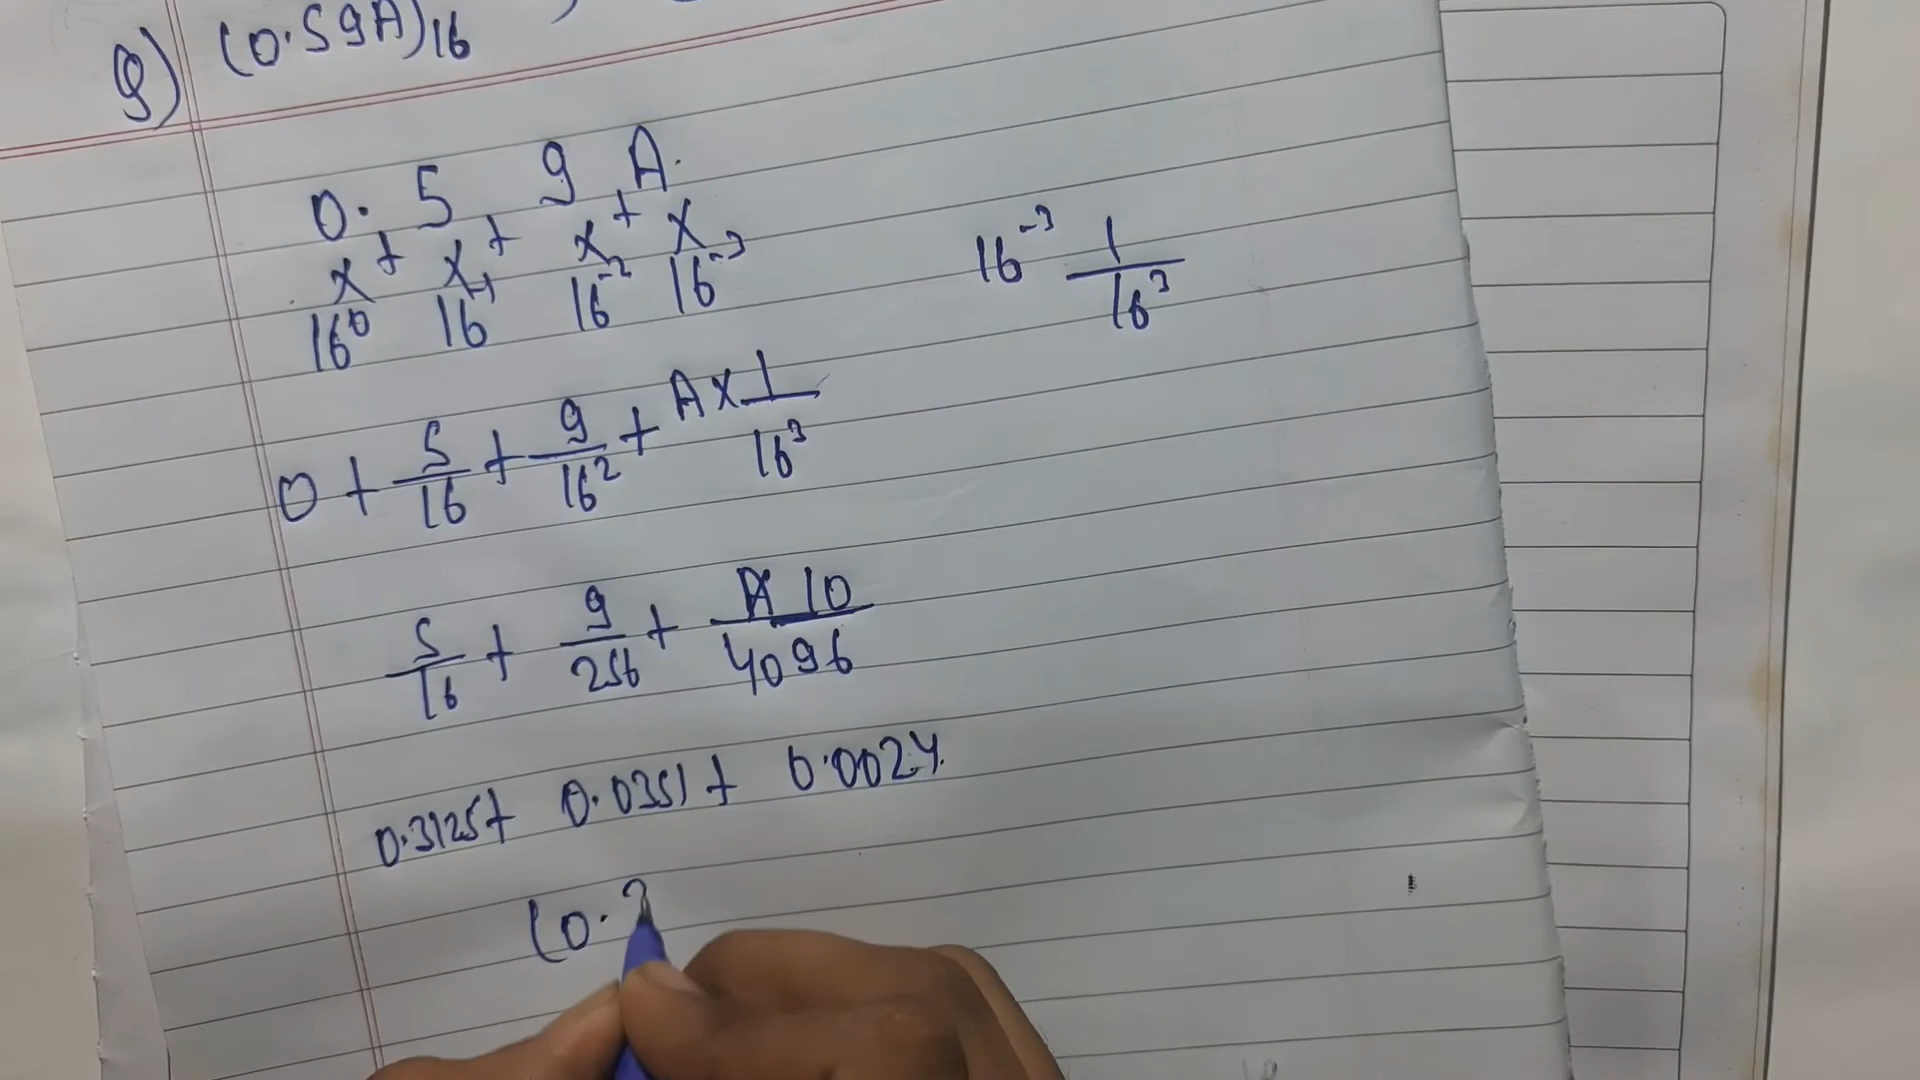 9) (0.59A)16
0. 5 9 A.
x + x + x + x
16^0 16^-1 16^-2 16^-3
16^-3 1/16^3
0 + 5/16 + 9/16^2 + A x 1/16^3
5/16 + 9/256 + A 10/4096
0.3125 + 0.0351 + 0.0024.
(0.3